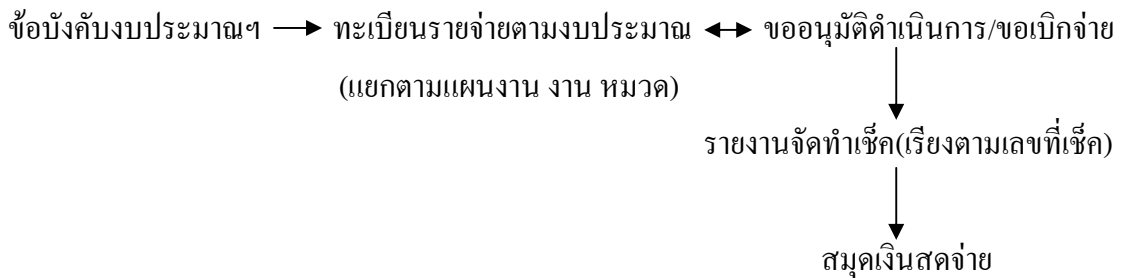 ข้อบังคับงบประมาณฯ ทะเบียนรายจ่ายตามงบประมาณ ขออนุมัติดำเนินการ/ขอเบิกจ่าย
(แยกตามแผนงาน งาน หมวด)
รายงานจัดทำเช็ค(เรียงตามเลขที่เช็ค)
สมุดเงินสดจ่าย